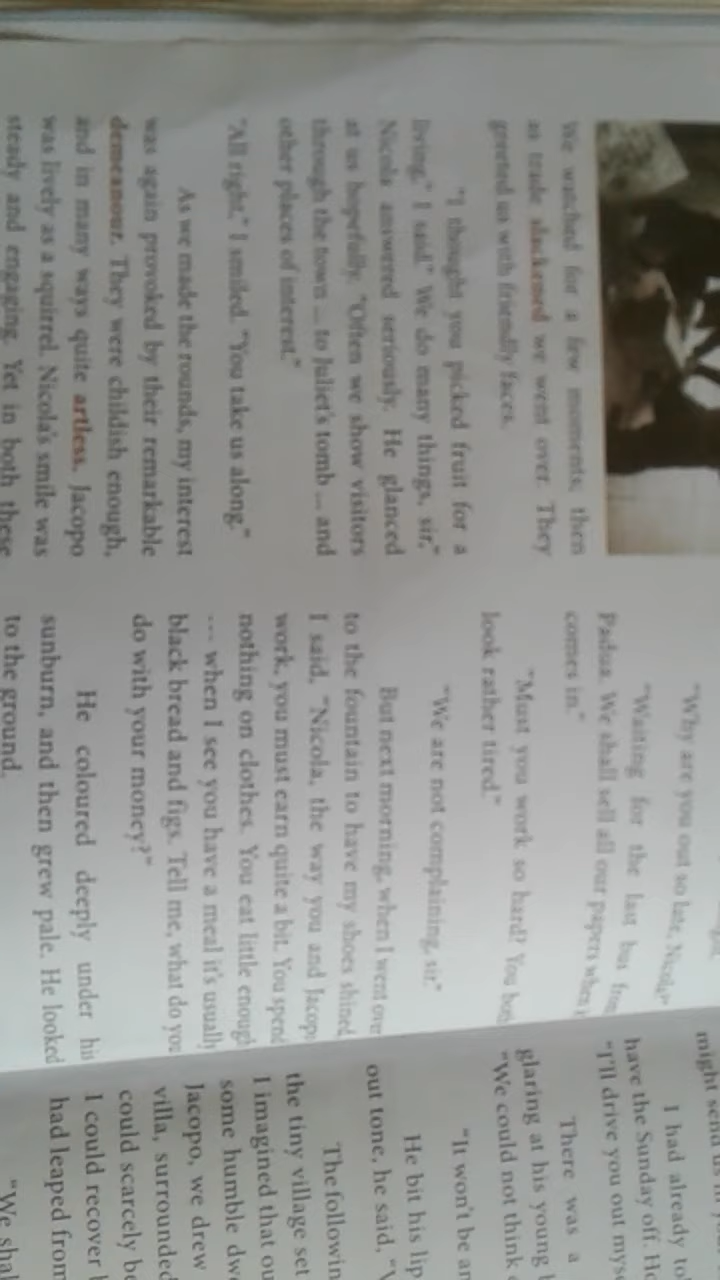 We watched for a few moments; then
as trade slackened we went over. They
greeted us with friendly faces.
"I thought you picked fruit for a
living," I said." We do many things, sir,"
Nicola answered seriously. He glanced
at us hopefully. "Often we show visitors
through the town ... to Juliet's tomb ... and
other places of interest."
"All right," I smiled. "You take us along."
As we made the rounds, my interest
was again provoked by their remarkable
demeanour. They were childish enough,
and in many ways quite artless. Jacopo
was lively as a squirrel. Nicola's smile was
steady and engaging. Yet in both these
"Why are you out so late,
"Waiting for the last bus
Padua. We shall sell all our papers when
comes in."
"Must you work so hard? You
look rather tired."
"We are not complaining, sir."
But next morning, when I went over
to the fountain to have my shoes shined,
I said, "Nicola, the way you and Jacopo
work, you must earn quite a bit. You spend
nothing on clothes. You eat little enough
--- when I see you have a meal it's usually
black bread and figs. Tell me, what do you
do with your money?"
He coloured deeply under his
sunburn, and then grew pale. He looked
to the ground.
might send us
I had already to
have the Sunday off. He
"I'll drive you out mys
There was a
glaring at his young
"We could not think
"It won't be an
He bit his lip
out tone, he said, "
The followin
the tiny village set
I imagined that ou
some humble dwe
Jacopo, we drew
villa, surrounded
could scarcely be
I could recover
had leaped from
"We shal